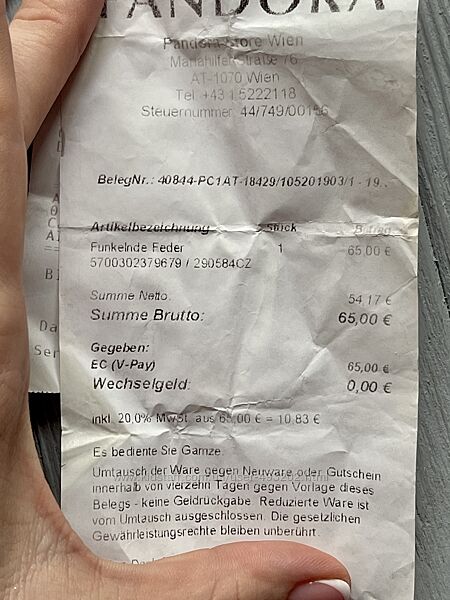 PANDORA
Pandora Store Wien
Mariahilfer Straße 76
AT-1070 Wien
Tel. +43 1 5222118
Steuernummer: 44/749/00156
BelegNr.: 40844-PC1AT-18429/105201903/1 - 19..
Artikelbezeichnung Stück Betrag
Funkelnde Feder 1 65,00 €
5700302379679 / 290584CZ
Summe Netto: 54,17 €
Summe Brutto: 65,00 €
Gegeben:
EC (V-Pay) 65,00 €
Wechselgeld: 0,00 €
inkl. 20,0% MwSt. aus 65,00 € = 10,83 €
Es bediente Sie Gamze.
Umtausch der Ware gegen Neuware oder Gutschein
innerhalb von vierzehn Tagen gegen Vorlage dieses
Belegs - keine Geldrückgabe. Reduzierte Ware ist
vom Umtausch ausgeschlossen. Die gesetzlichen
Gewährleistungsrechte bleiben unberührt.